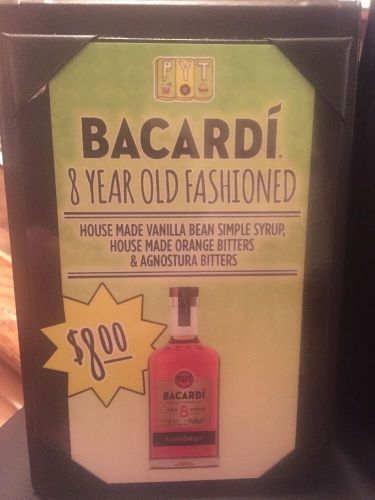 PYT
BACARDÍ.
8 YEAR OLD FASHIONED
HOUSE MADE VANILLA BEAN SIMPLE SYRUP,
HOUSE MADE ORANGE BITTERS
& AGNOSTURA BITTERS
$8.00
BACARDÍ
8 AÑOS